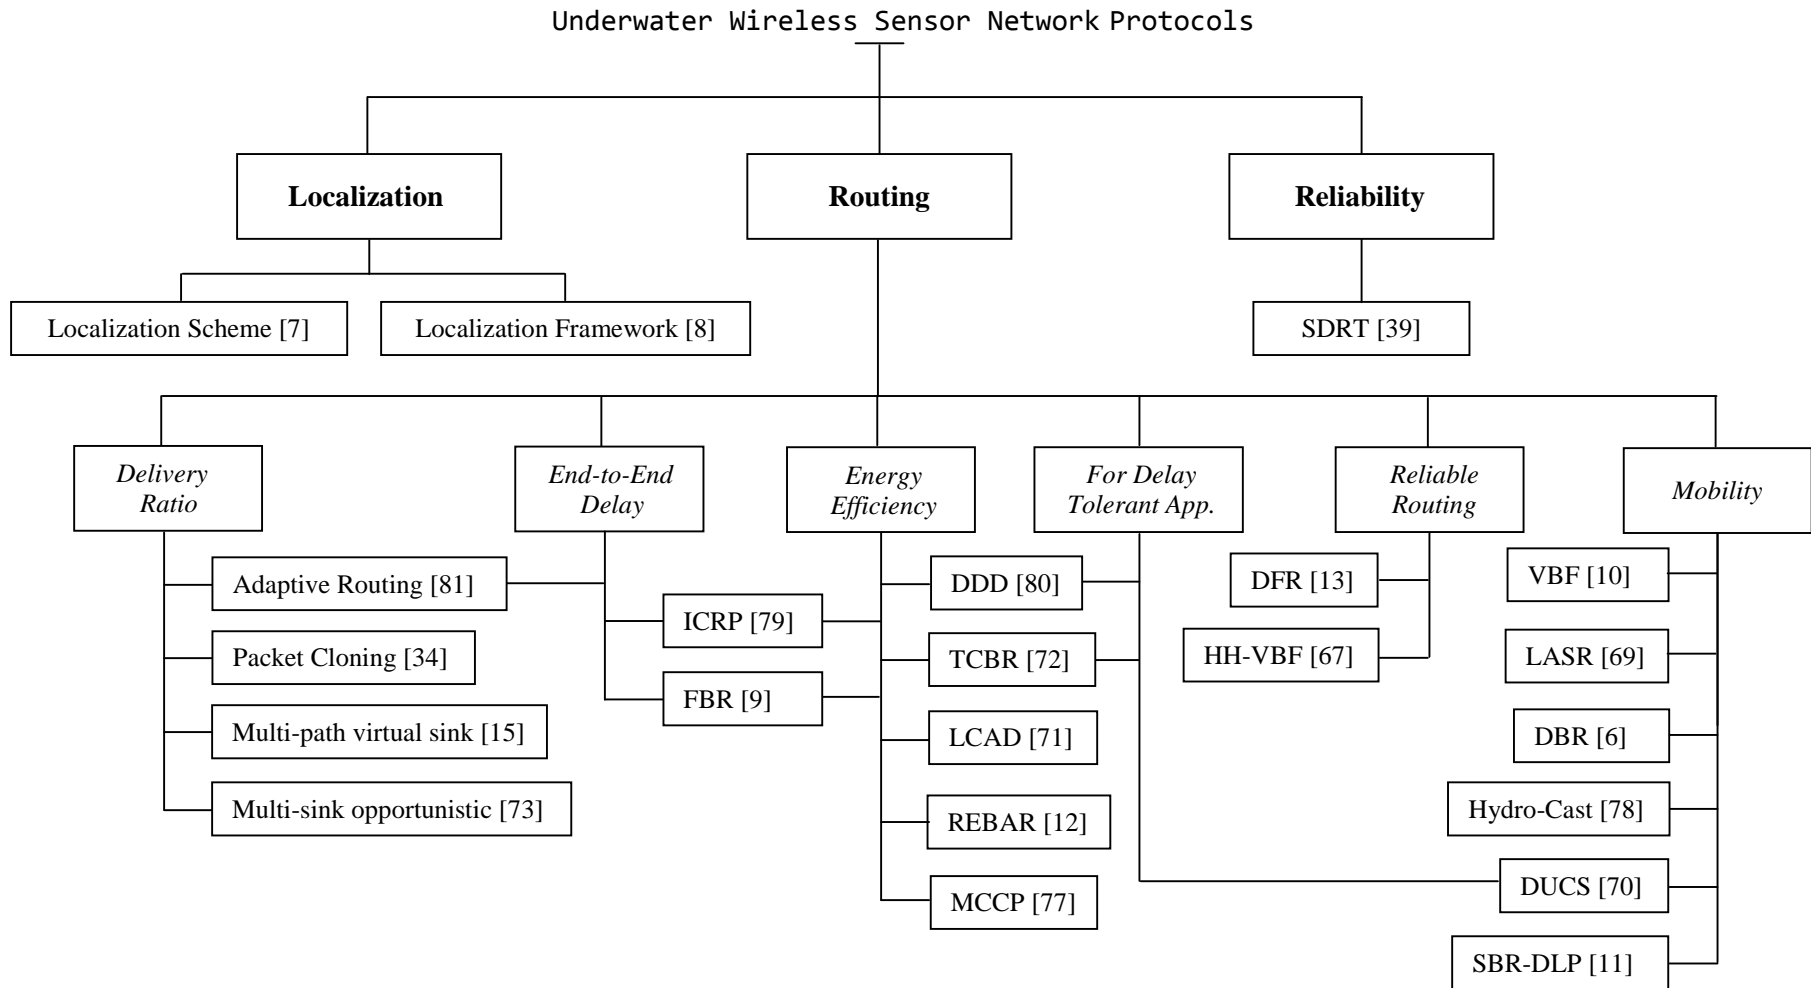 Underwater Wireless Sensor Network Protocols
Localization
Routing
Reliability
Localization Scheme [7]
Localization Framework [8]
SDRT [39]
Delivery
Ratio
End-to-End
Delay
Energy
Efficiency
For Delay
Tolerant App.
Reliable
Routing
Mobility
Adaptive Routing [81]
Packet Cloning [34]
Multi-path virtual sink [15]
Multi-sink opportunistic [73]
ICRP [79]
FBR [9]
DDD [80]
TCBR [72]
LCAD [71]
REBAR [12]
MCCP [77]
DFR [13]
HH-VBF [67]
VBF [10]
LASR [69]
DBR [6]
Hydro-Cast [78]
DUCS [70]
SBR-DLP [11]